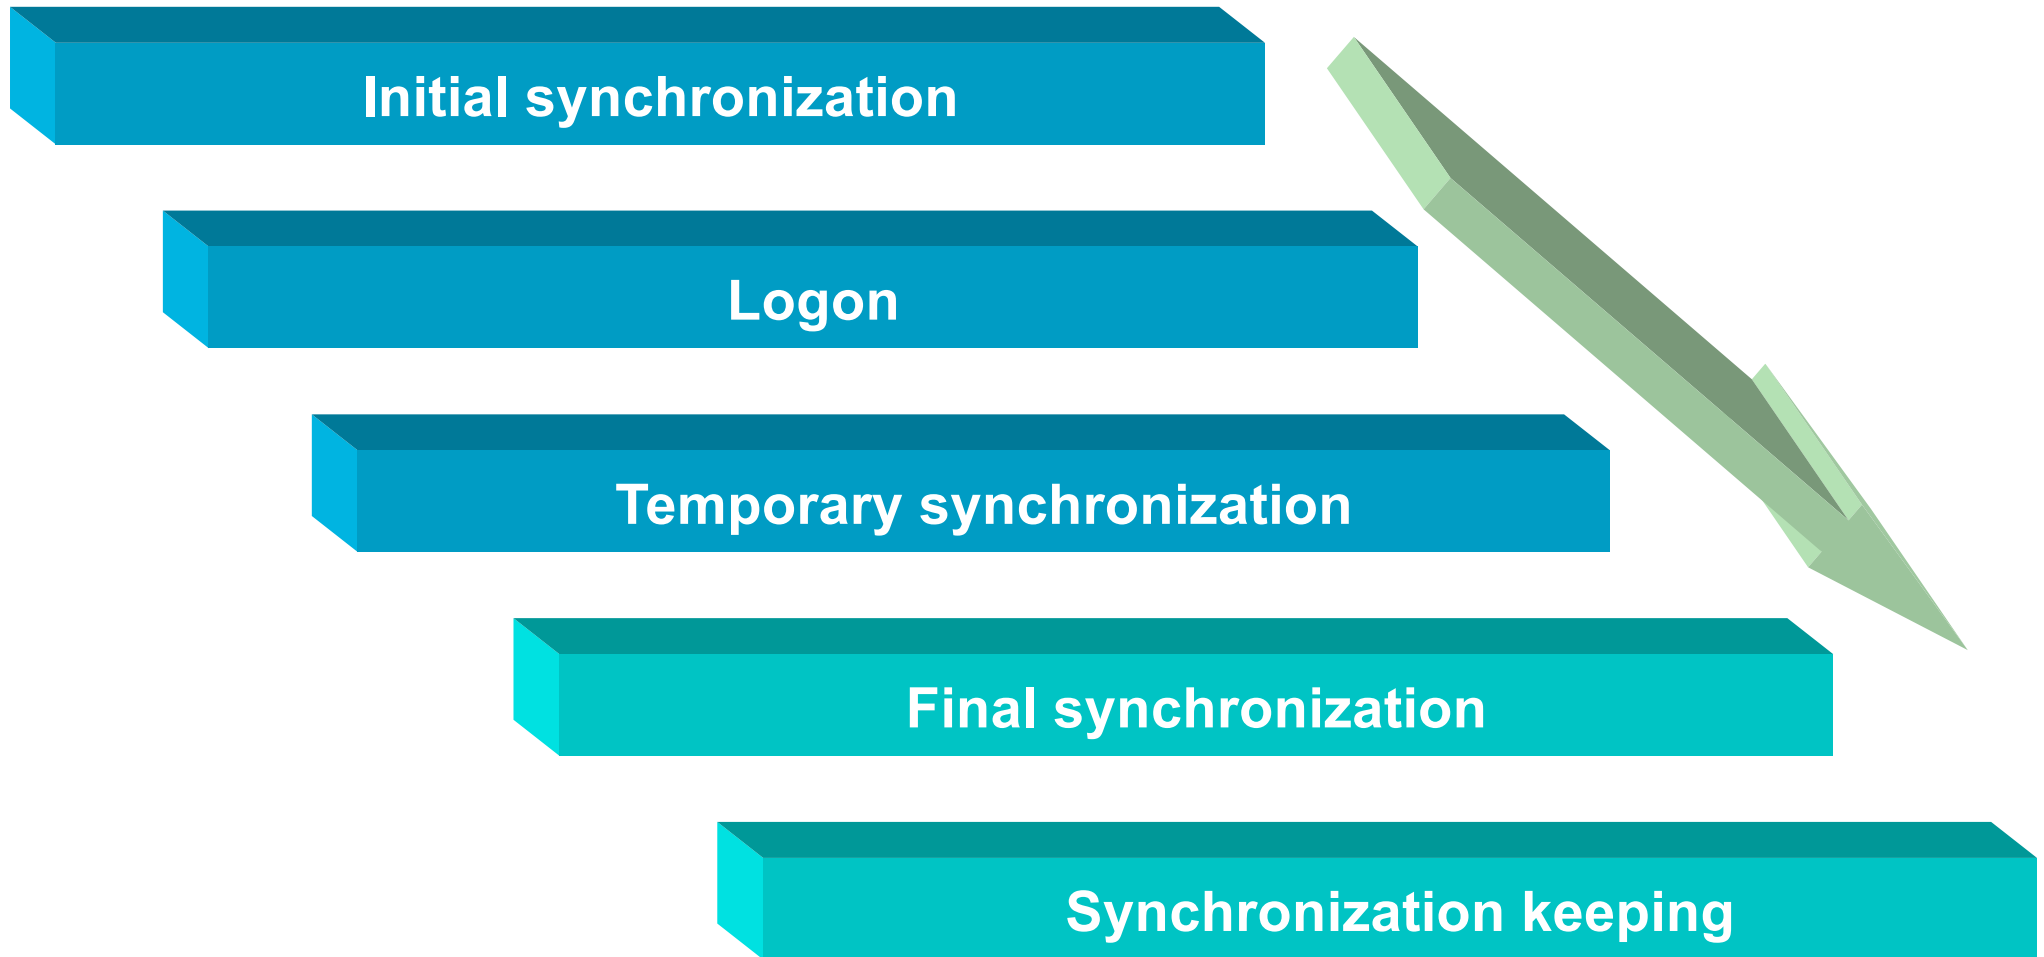 Initial synchronization
Logon
Temporary synchronization
Final synchronization
Synchronization keeping